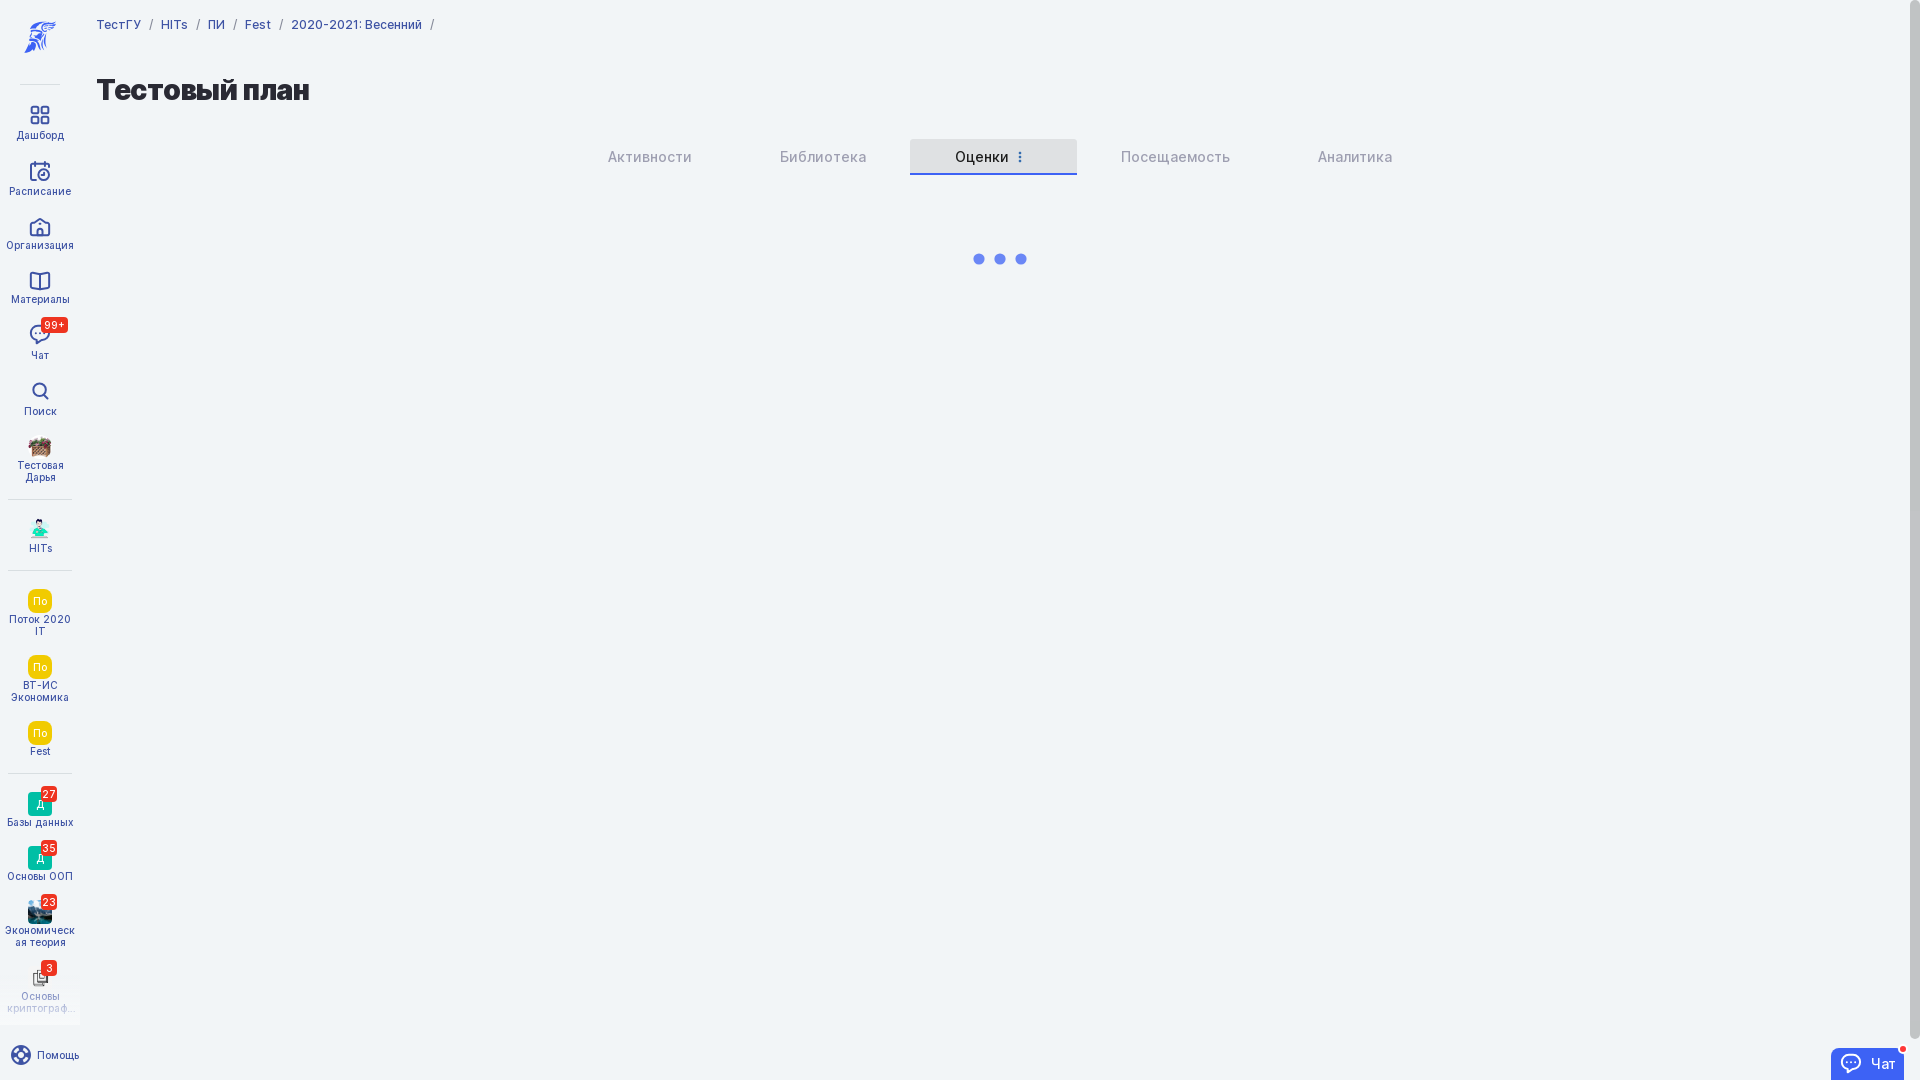 ТестГУ / HITs / ПИ / Fest / 2020-2021: Весенний /
Тестовый план
Активности
Библиотека
Оценки
Посещаемость
Аналитика
Дашборд
Расписание
Организация
Материалы
99+
Чат
Поиск
Тестовая
Дарья
HITs
По
Поток 2020
IT
По
ВТ-ИС
Экономика
По
Fest
27
Д
Базы данных
35
Д
Основы ООП
23
Экономическ
ая теория
3
Основы
криптограф...
Помощь
Чат